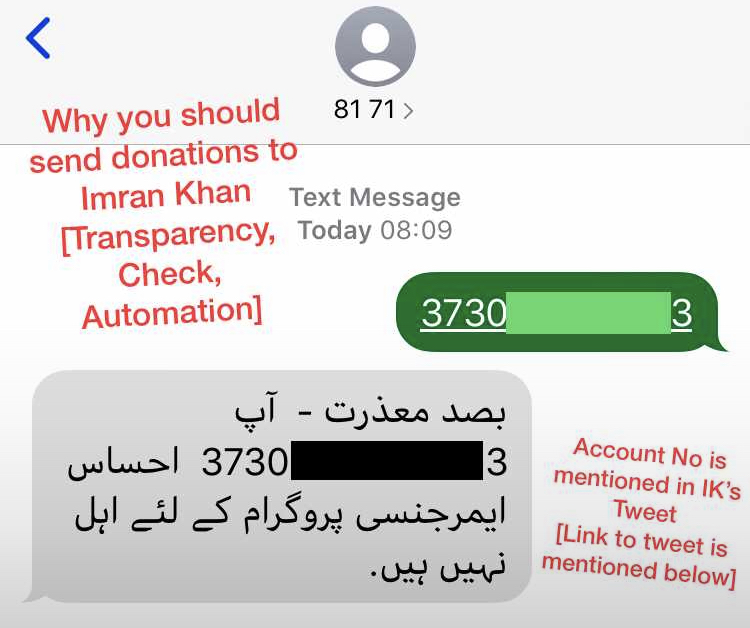 81 71
Why you should
send donations to
Imran Khan
[Transparency,
Check,
Automation]
Text Message
Today 08:09
3730 3
بصد معذرت - آپ
3730 3 احساس
ایمرجنسی پروگرام کے لئے اہل
نہیں ہیں.
Account No is
mentioned in IK's
Tweet
[Link to tweet is
mentioned below]